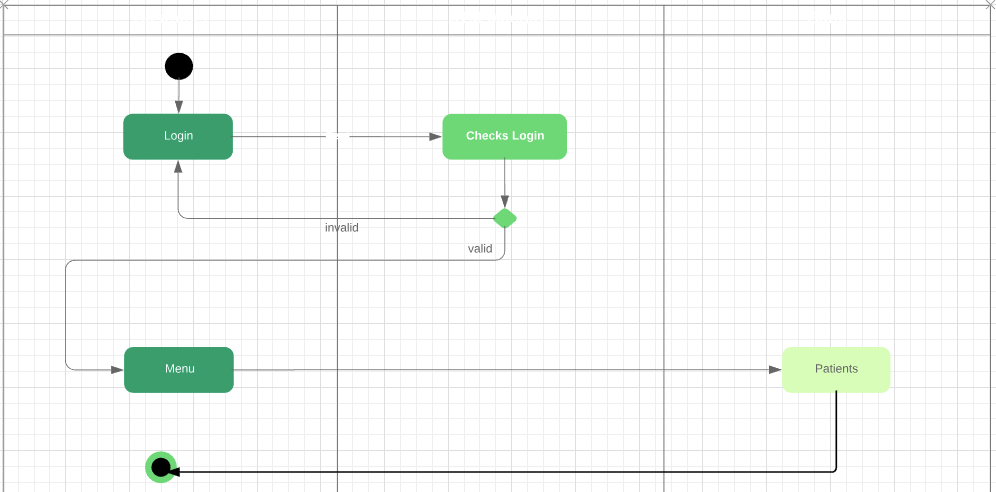 Login
Checks Login
invalid
valid
Menu
Patients